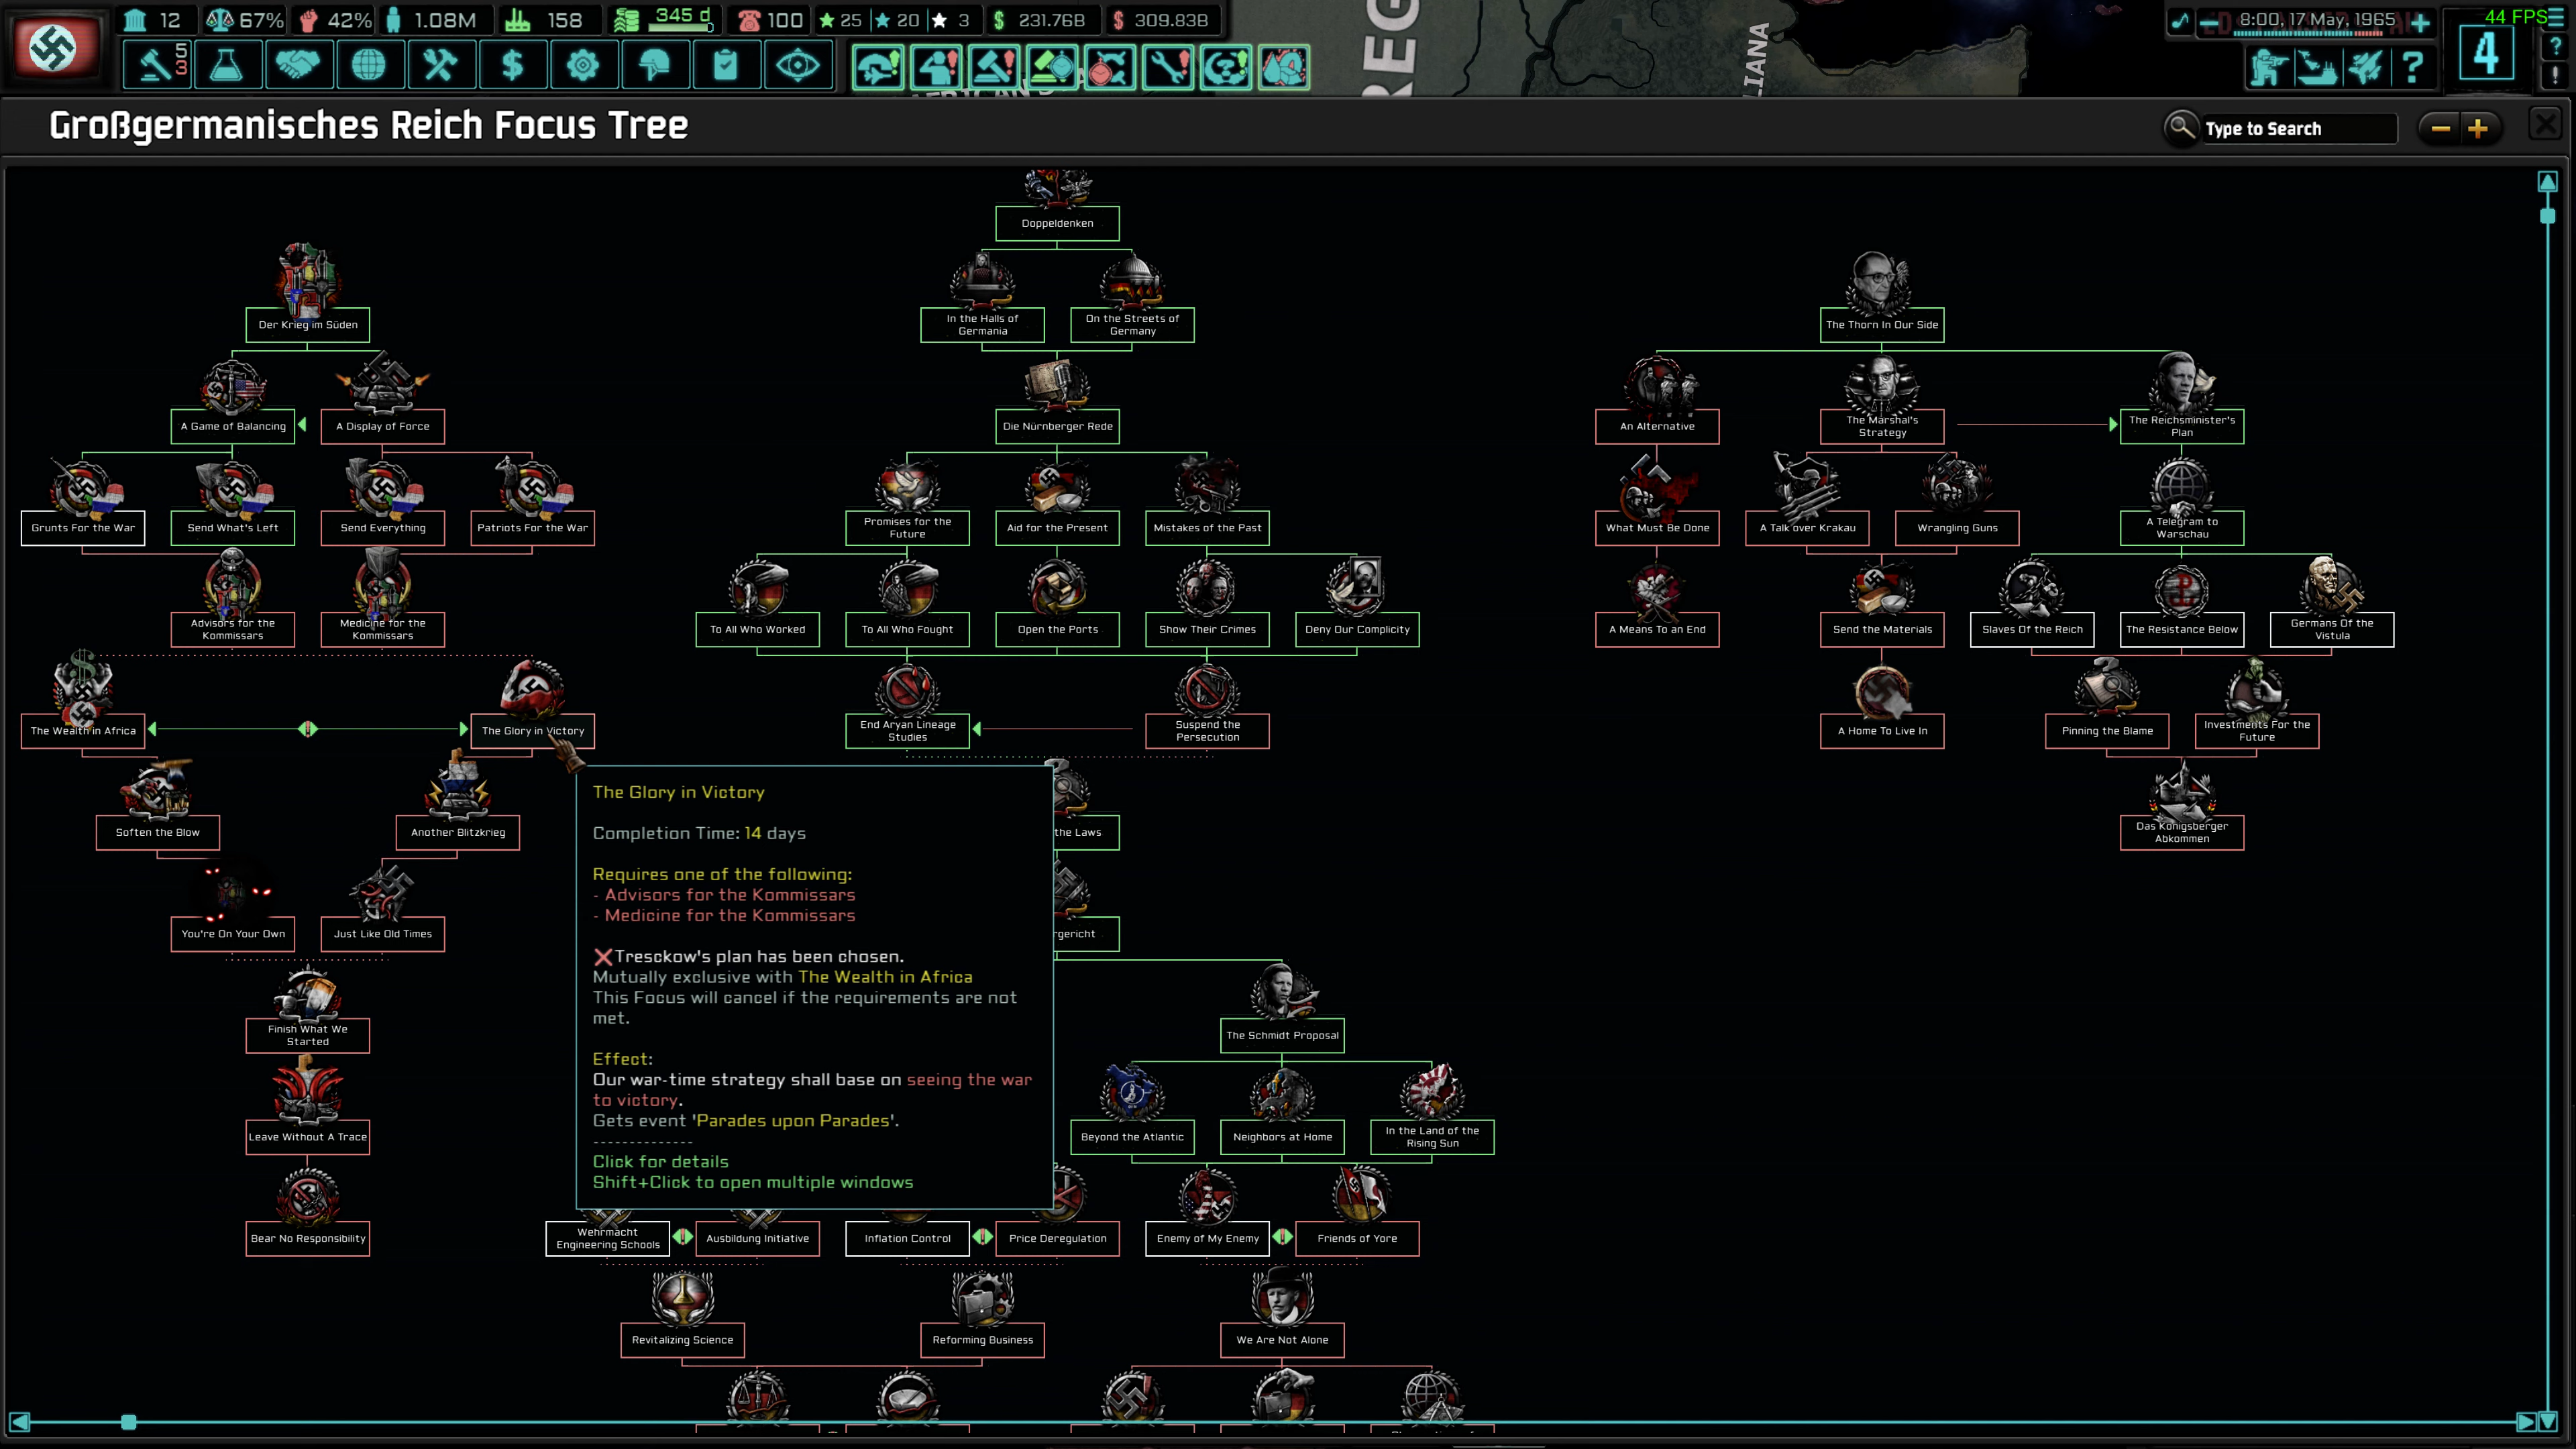 12
67%
42%
1.08M
158
345 d
100
25
20
3
$ 231.76B
$ 309.83B
8:00, 17 May, 1965
44 FPS
5
3
4
LIANA
Großgermanisches Reich Focus Tree
Type to Search
Doppeldenken
Der Krieg im Süden
In the Halls of
Germania
On the Streets of
Germany
The Thorn In Our Side
A Game of Balancing
A Display of Force
Die Nürnberger Rede
An Alternative
The Marshal's
Strategy
The Reichsminister's
Plan
Grunts For the War
Send What's Left
Send Everything
Patriots For the War
Promises for the
Future
Aid for the Present
Mistakes of the Past
What Must Be Done
A Talk over Krakau
Wrangling Guns
A Telegram to
Warschau
Advisors for the
Kommissars
Medicine for the
Kommissars
To All Who Worked
To All Who Fought
Open the Ports
Show Their Crimes
Deny Our Complicity
A Means To an End
Send the Materials
Slaves Of the Reich
The Resistance Below
Germans Of the
Vistula
The Wealth in Africa
The Glory in Victory
End Aryan Lineage
Studies
Suspend the
Persecution
A Home To Live In
Pinning the Blame
Investments For the
Future
Soften the Blow
Another Blitzkrieg
the Laws
Das Königsberger
Abkommen
You're On Your Own
Just Like Old Times
rgericht
The Glory in Victory
Completion Time: 14 days
Requires one of the following:
- Advisors for the Kommissars
- Medicine for the Kommissars
Tresckow's plan has been chosen.
Mutually exclusive with The Wealth in Africa
This Focus will cancel if the requirements are not
met.
Effect:
Our war-time strategy shall base on seeing the war
to victory.
Gets event 'Parades upon Parades'.
--------------
Click for details
Shift+Click to open multiple windows
Finish What We
Started
The Schmidt Proposal
Leave Without A Trace
Beyond the Atlantic
Neighbors at Home
In the Land of the
Rising Sun
Bear No Responsibility
Wehrmacht
Engineering Schools
Ausbildung Initiative
Inflation Control
Price Deregulation
Enemy of My Enemy
Friends of Yore
Revitalizing Science
Reforming Business
We Are Not Alone